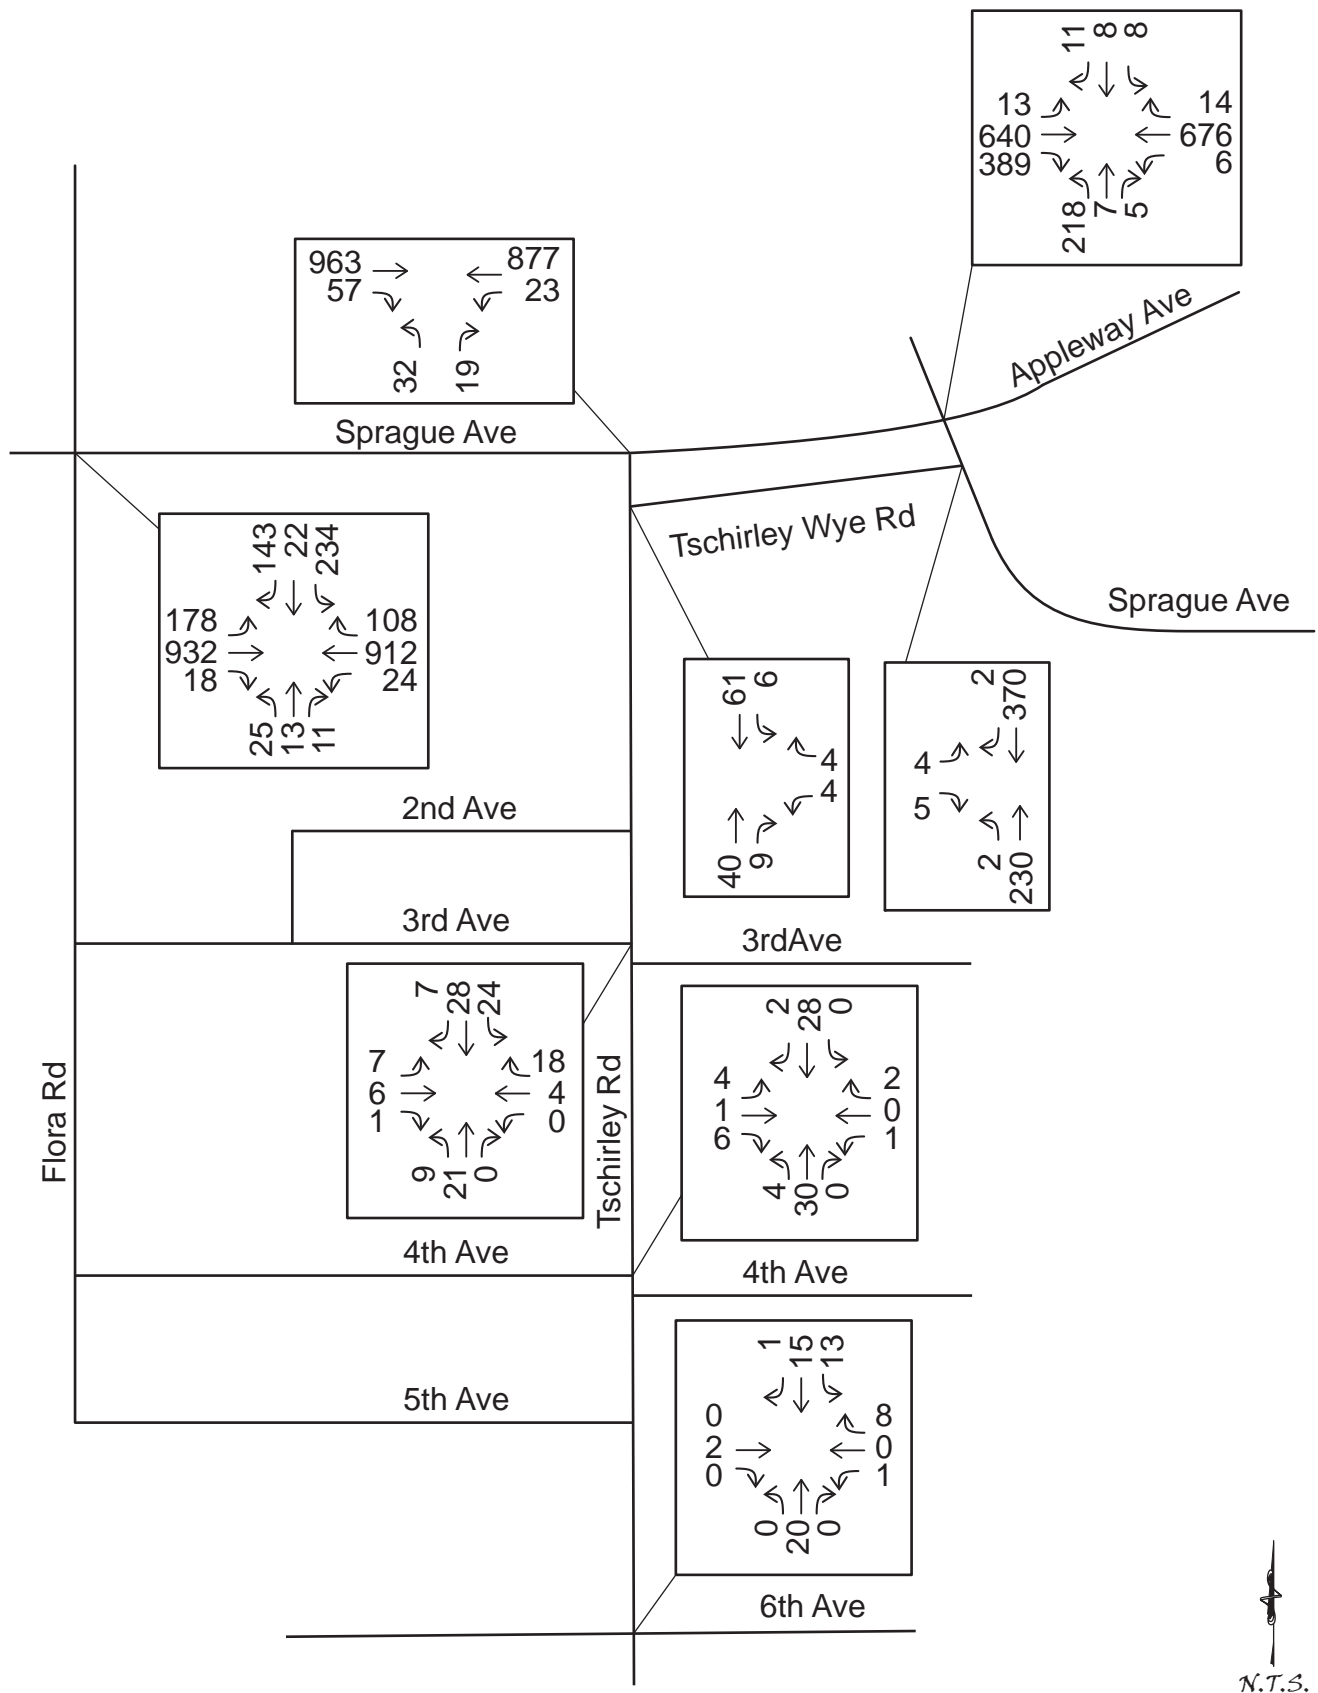 11 8 8
13
640
389
14
676
6
218 7 5
963
57
877
23
32 19
Appleway Ave
Sprague Ave
Tschirley Wye Rd
Sprague Ave
143 22 234
178
932
18
108
912
24
25 13 11
61 6
4
4
40 9
2 370
4
5
2 230
2nd Ave
3rd Ave
3rdAve
7 28 24
7
6
1
18
4
0
9 21 0
Flora Rd
Tschirley Rd
2 28 0
4
1
6
2
0
1
4 30 0
4th Ave
4th Ave
1 15 13
0
2
0
8
0
1
0 20 0
5th Ave
6th Ave
N.T.S.